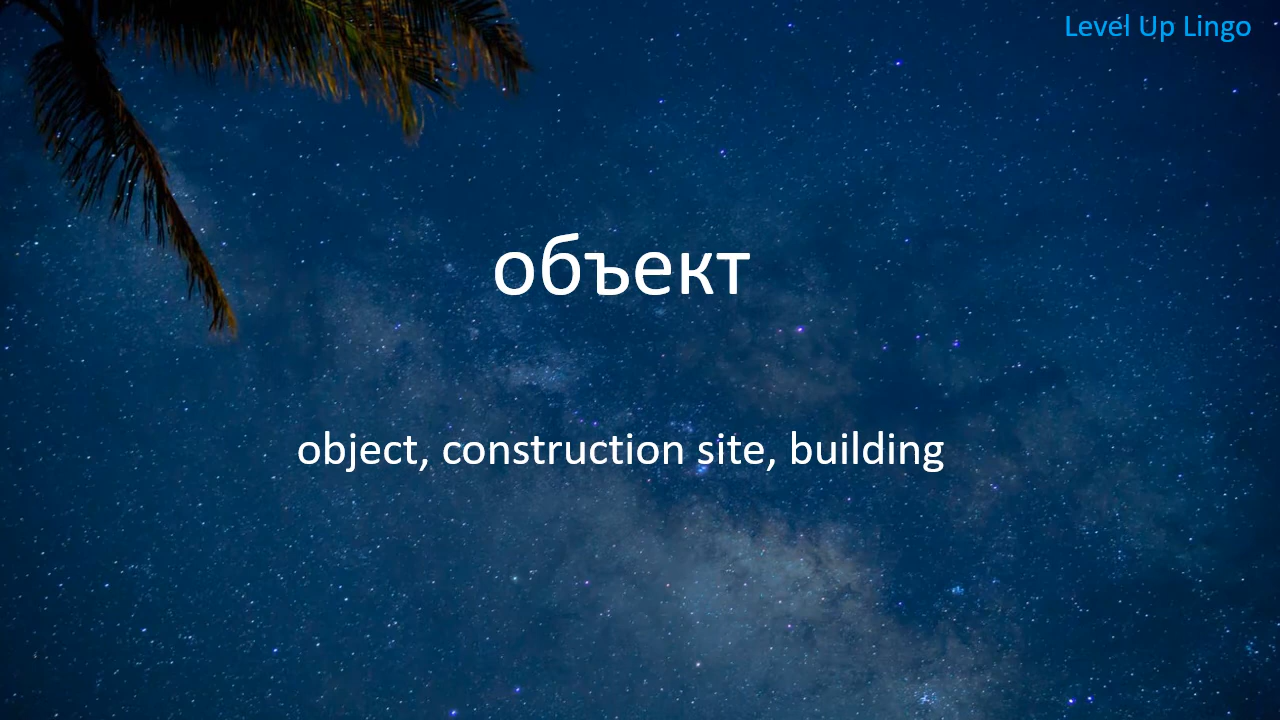 Level Up Lingo
объект
object, construction site, building